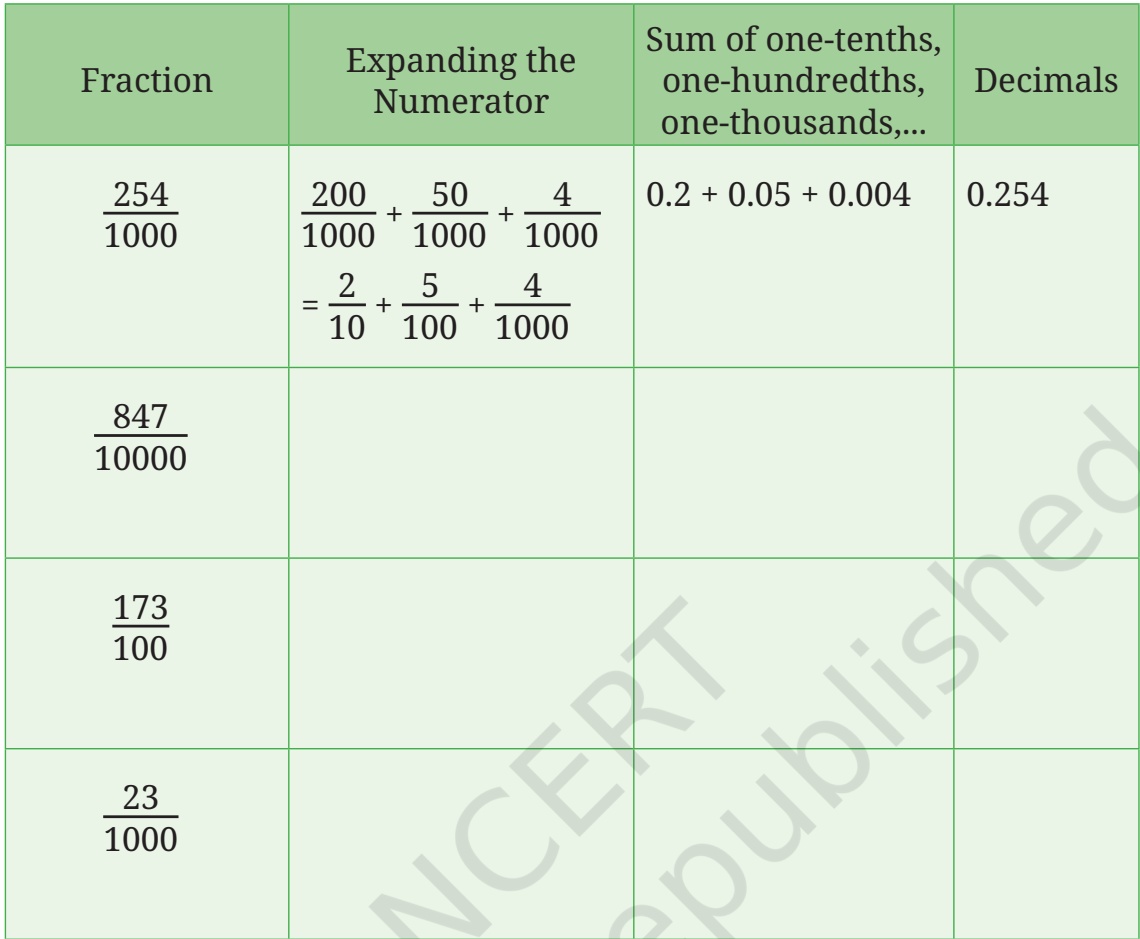 Fraction
Expanding the
Numerator
Sum of one-tenths,
one-hundredths,
one-thousands,...
Decimals
254/1000
200/1000 + 50/1000 + 4/1000
= 2/10 + 5/100 + 4/1000
0.2 + 0.05 + 0.004
0.254
847/10000
173/100
23/1000
NCERT
epublished